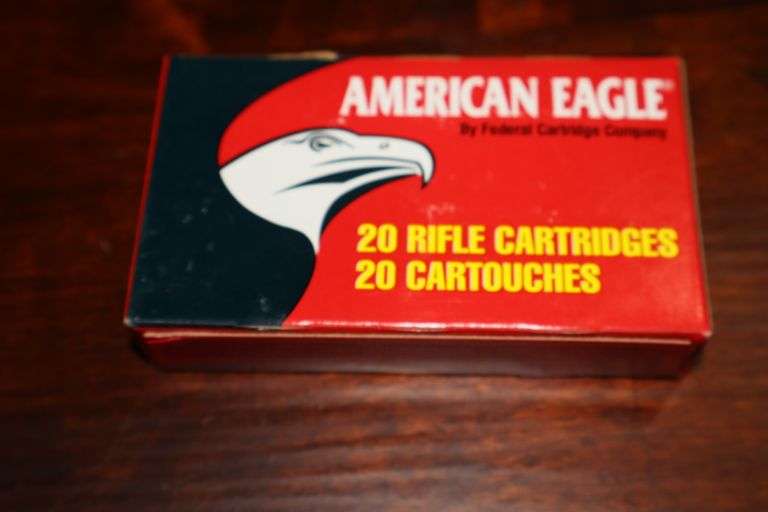 AMERICAN EAGLE®
By Federal Cartridge Company
20 RIFLE CARTRIDGES
20 CARTOUCHES